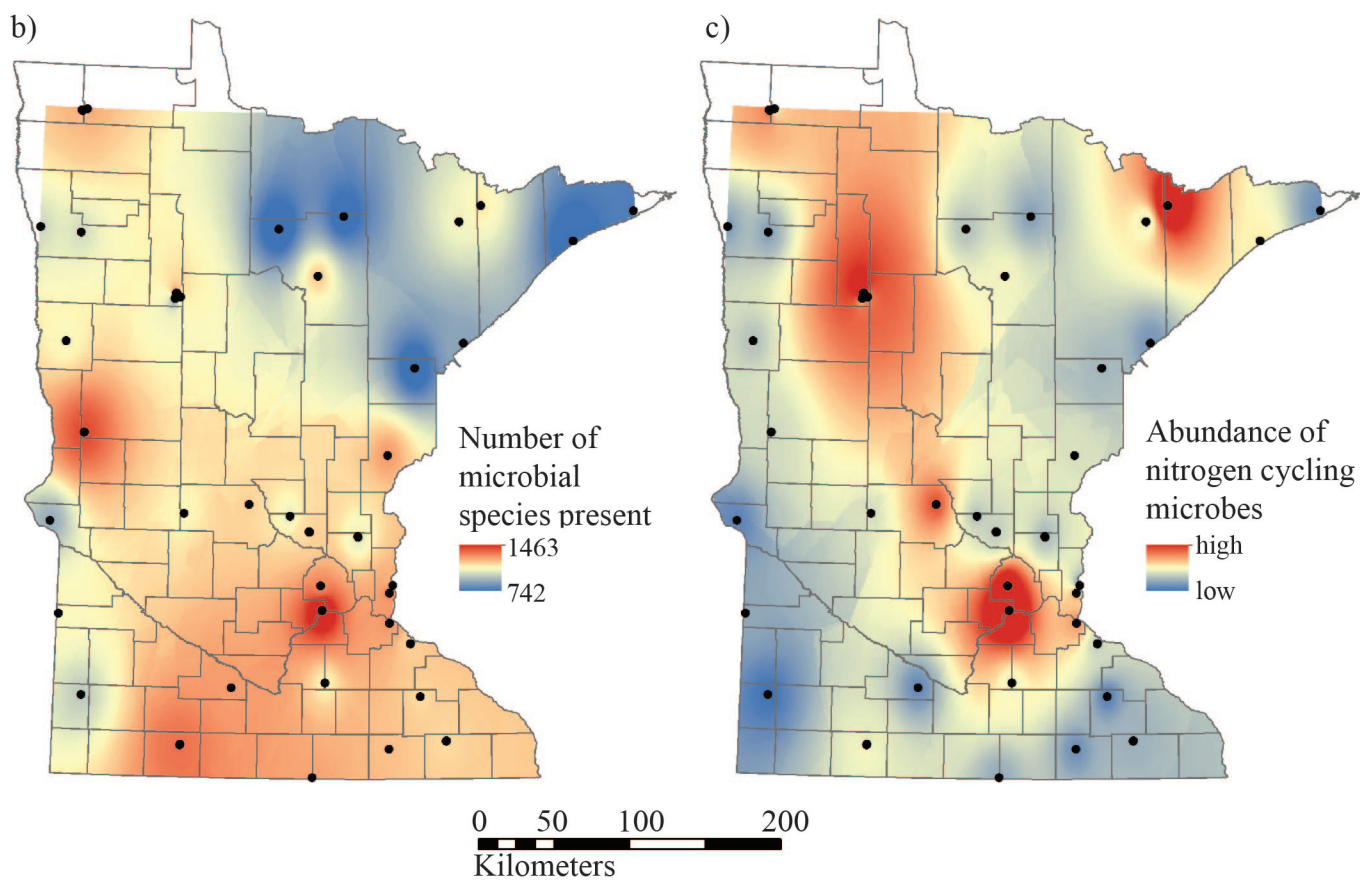 b)
c)
Number of
microbial
species present
1463
742
Abundance of
nitrogen cycling
microbes
high
low
0 50 100 200
Kilometers